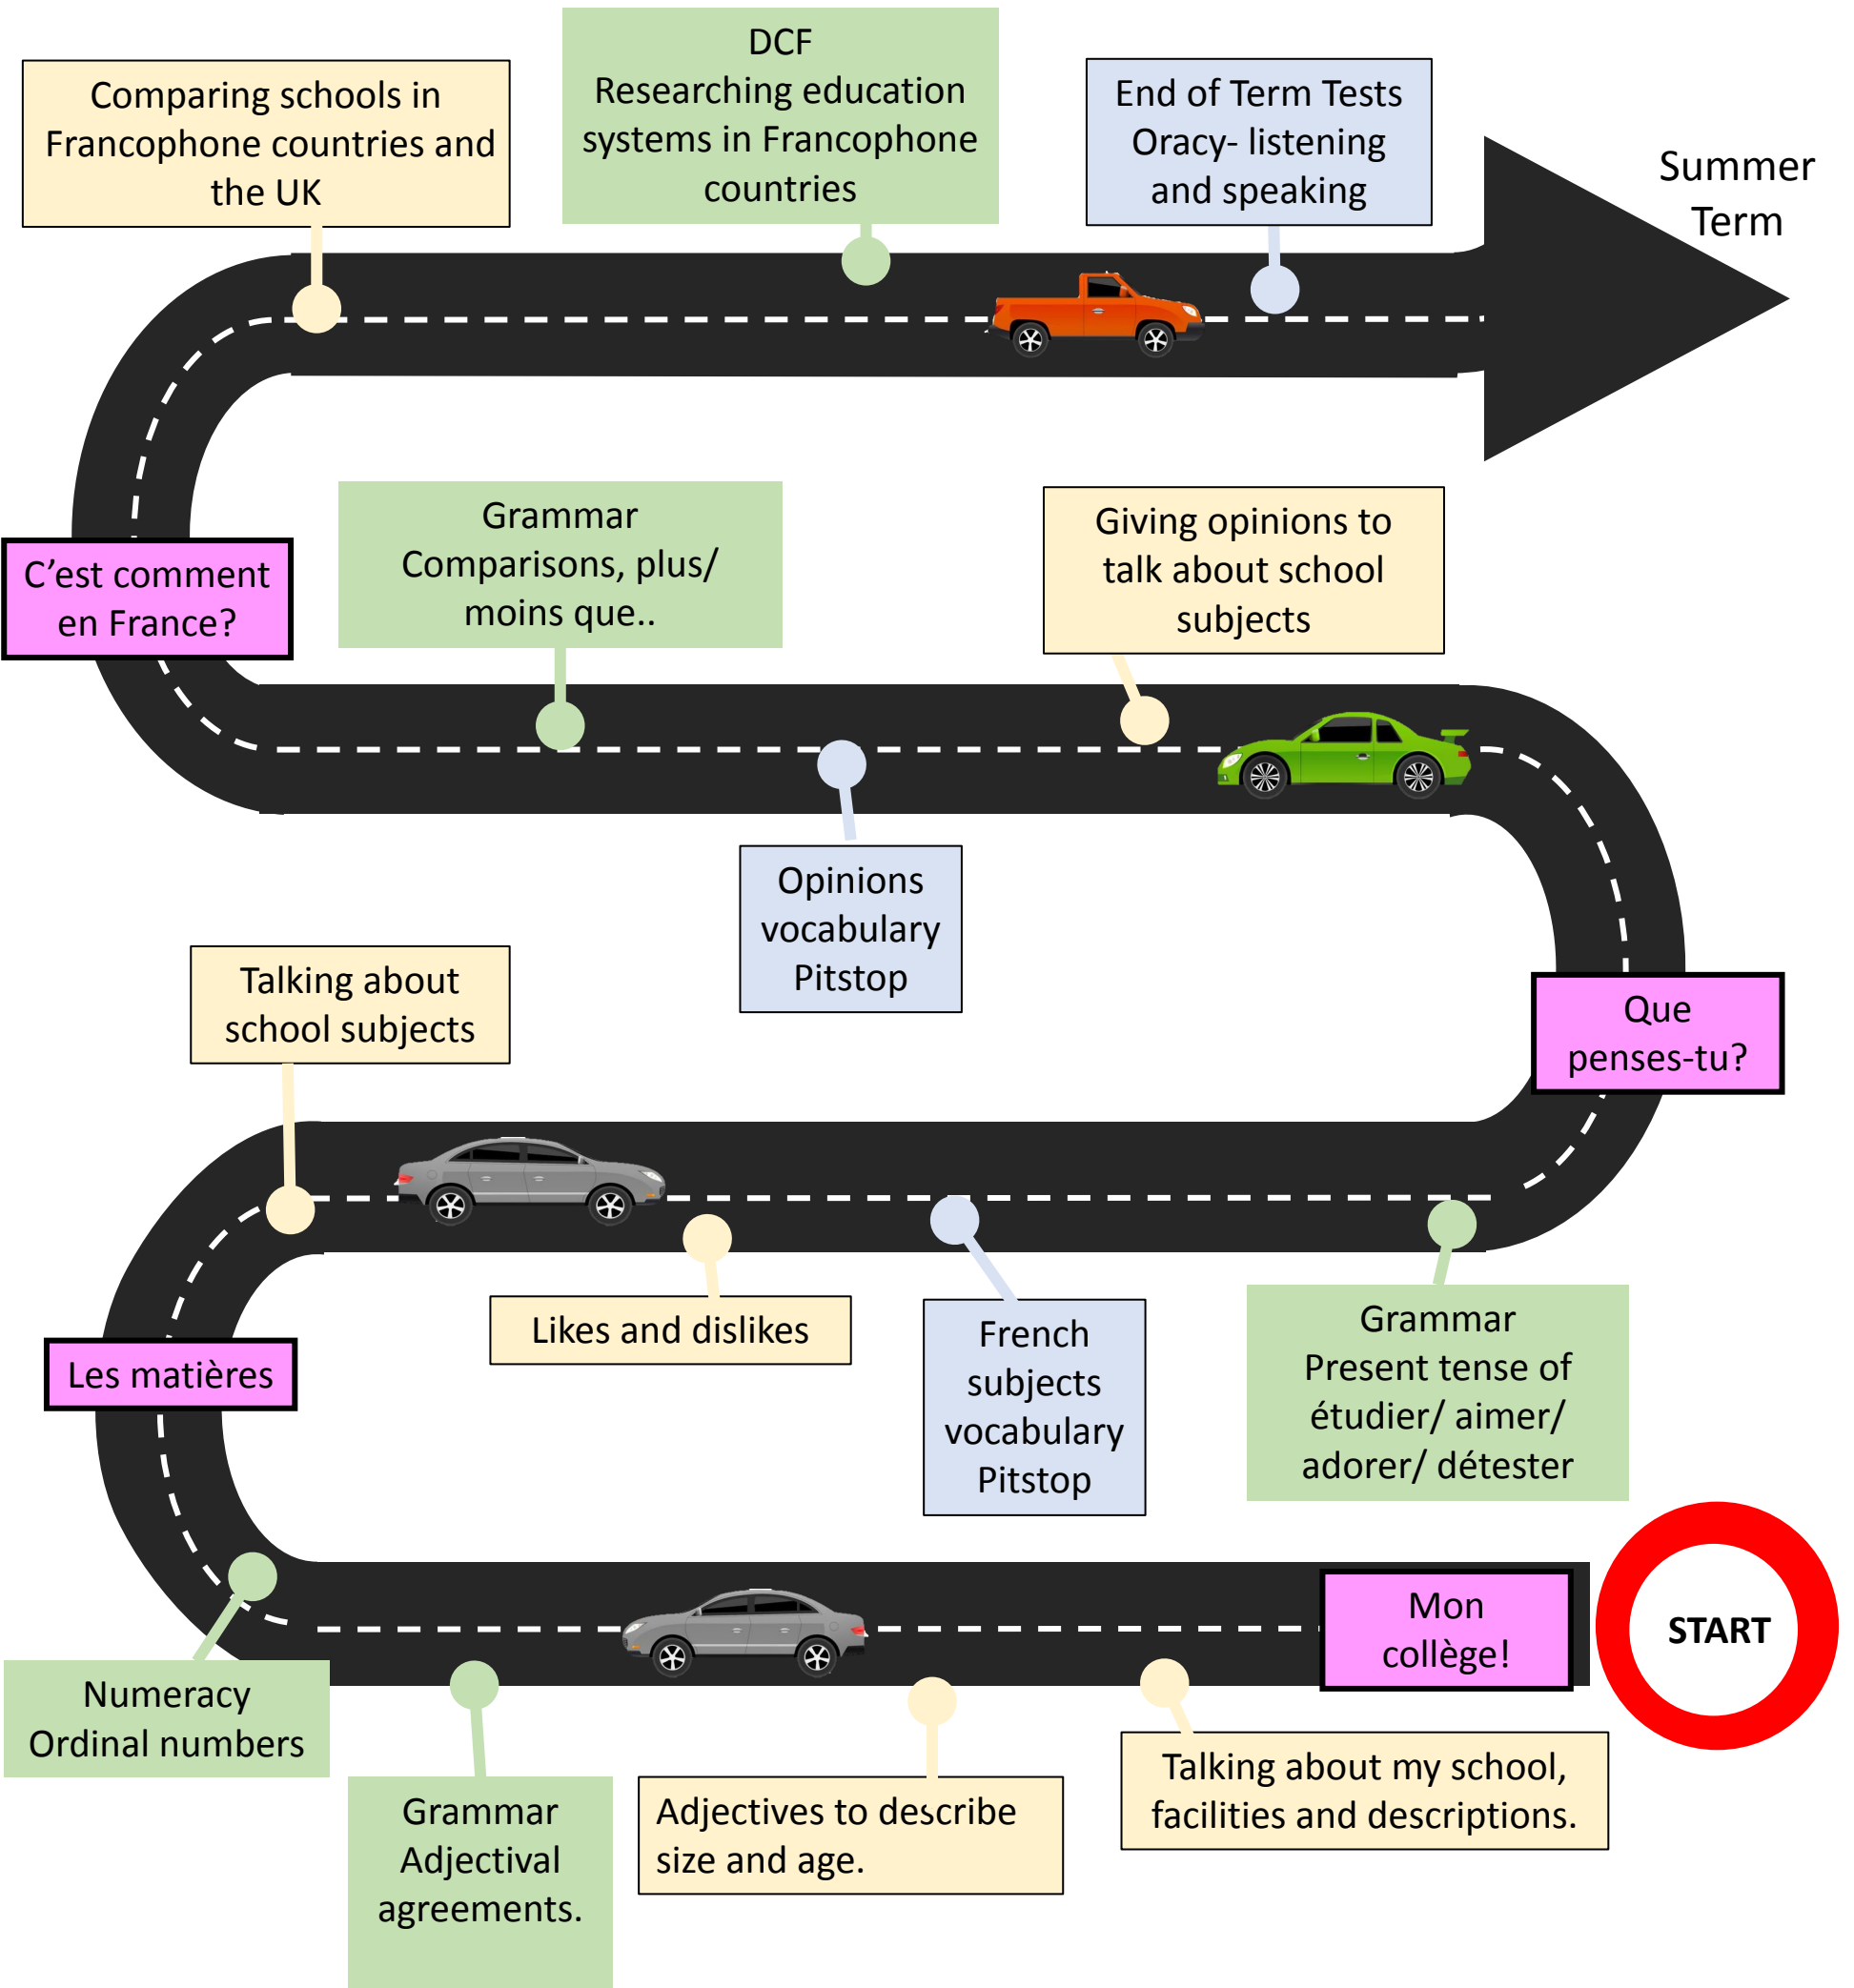 DCF
Researching education
systems in Francophone
countries
Comparing schools in
Francophone countries and
the UK
End of Term Tests
Oracy- listening
and speaking
Summer
Term
Grammar
Comparisons, plus/
moins que..
Giving opinions to
talk about school
subjects
C'est comment
en France?
Opinions
vocabulary
Pitstop
Talking about
school subjects
Que
penses-tu?
Likes and dislikes
French
subjects
vocabulary
Pitstop
Grammar
Present tense of
étudier/ aimer/
adorer/ détester
Les matières
Mon
collège!
START
Numeracy
Ordinal numbers
Grammar
Adjectival
agreements.
Adjectives to describe
size and age.
Talking about my school,
facilities and descriptions.